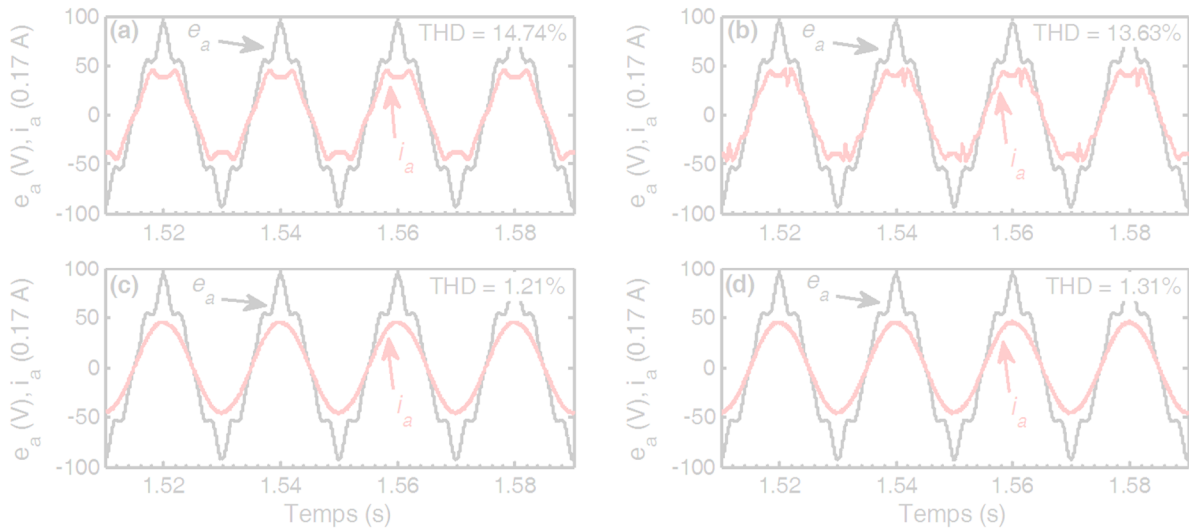 (a) e_a THD = 14.74%
e_a (V), i_a (0.17 A)
100
50
0
-50
-100
i_a
1.52 1.54 1.56 1.58
(b) e_a THD = 13.63%
e_a (V), i_a (0.17 A)
100
50
0
-50
-100
i_a
1.52 1.54 1.56 1.58
(c) e_a THD = 1.21%
e_a (V), i_a (0.17 A)
100
50
0
-50
-100
i_a
1.52 1.54 1.56 1.58
Temps (s)
(d) e_a THD = 1.31%
e_a (V), i_a (0.17 A)
100
50
0
-50
-100
i_a
1.52 1.54 1.56 1.58
Temps (s)